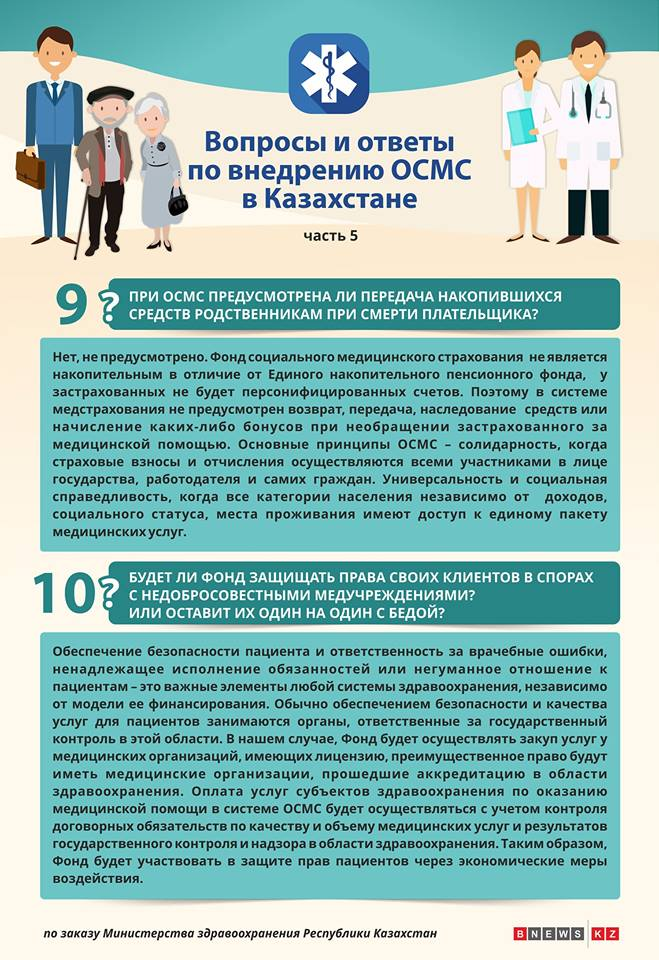 Вопросы и ответы
по внедрению ОСМС
в Казахстане
часть 5
9 ? ПРИ ОСМС ПРЕДУСМОТРЕНА ЛИ ПЕРЕДАЧА НАКОПИВШИХСЯ
СРЕДСТВ РОДСТВЕННИКАМ ПРИ СМЕРТИ ПЛАТЕЛЬЩИКА?
Нет, не предусмотрено. Фонд социального медицинского страхования не является
накопительным в отличие от Единого накопительного пенсионного фонда, у
застрахованных не будет персонифицированных счетов. Поэтому в системе
медстрахования не предусмотрен возврат, передача, наследование средств или
начисление каких-либо бонусов при необращении застрахованного за
медицинской помощью. Основные принципы ОСМС – солидарность, когда
страховые взносы и отчисления осуществляются всеми участниками в лице
государства, работодателя и самих граждан. Универсальность и социальная
справедливость, когда все категории населения независимо от доходов,
социального статуса, места проживания имеют доступ к единому пакету
медицинских услуг.
10 ? БУДЕТ ЛИ ФОНД ЗАЩИЩАТЬ ПРАВА СВОИХ КЛИЕНТОВ В СПОРАХ
С НЕДОБРОСОВЕСТНЫМИ МЕДУЧРЕЖДЕНИЯМИ?
ИЛИ ОСТАВИТ ИХ ОДИН НА ОДИН С БЕДОЙ?
Обеспечение безопасности пациента и ответственность за врачебные ошибки,
ненадлежащее исполнение обязанностей или негуманное отношение к
пациентам – это важные элементы любой системы здравоохранения, независимо
от модели ее финансирования. Обычно обеспечением безопасности и качества
услуг для пациентов занимаются органы, ответственные за государственный
контроль в этой области. В нашем случае, Фонд будет осуществлять закуп услуг у
медицинских организаций, имеющих лицензию, преимущественное право будут
иметь медицинские организации, прошедшие аккредитацию в области
здравоохранения. Оплата услуг субъектов здравоохранения по оказанию
медицинской помощи в системе ОСМС будет осуществляться с учетом контроля
договорных обязательств по качеству и объему медицинских услуг и результатов
государственного контроля и надзора в области здравоохранения. Таким образом,
Фонд будет участвовать в защите прав пациентов через экономические меры
воздействия.
по заказу Министерства здравоохранения Республики Казахстан
BNEWS KZ